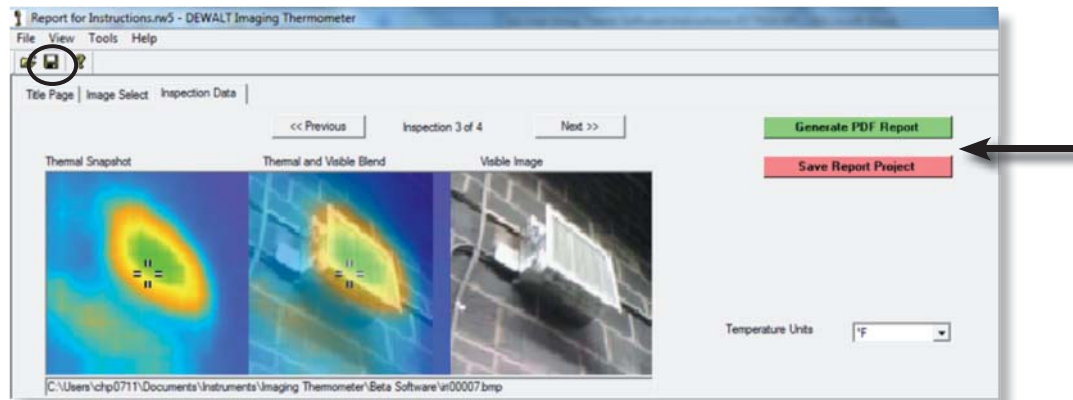 Report for Instructions.rw5 - DEWALT Imaging Thermometer
File View Tools Help
Title Page Image Select Inspection Data
<< Previous Inspection 3 of 4 Next >> Generate PDF Report
Save Report Project
Thermal Snapshot Thermal and Visible Blend Visible Image
Temperature Units °F
C:\Users\chp0711\Documents\Instruments\Imaging Thermometer\Beta Software\ir00007.bmp